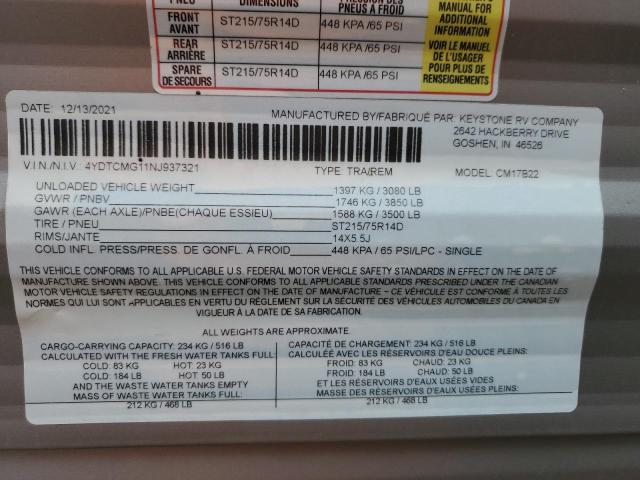 PNEU DIMENSION PRESSION DES
PNEUS A FROID
FRONT
AVANT ST215/75R14D 448 KPA /65 PSI
REAR
ARRIÈRE ST215/75R14D 448 KPA /65 PSI
SPARE
DE SECOURS ST215/75R14D 448 KPA /65 PSI
MANUAL FOR
ADDITIONAL
INFORMATION
VOIR LE MANUEL
DE L'USAGER
POUR PLUS DE
RENSEIGNEMENTS
DATE: 12/13/2021
MANUFACTURED BY/FABRIQUÉ PAR: KEYSTONE RV COMPANY
2642 HACKBERRY DRIVE
GOSHEN, IN 46526
V.I.N./N.I.V.: 4YDTCMG11NJ937321 TYPE: TRA/REM MODEL: CM17B22
UNLOADED VEHICLE WEIGHT 1397 KG / 3080 LB
GVWR / PNBV 1746 KG / 3850 LB
GAWR (EACH AXLE)/PNBE(CHAQUE ESSIEU) 1588 KG / 3500 LB
TIRE / PNEU ST215/75R14D
RIMS/JANTE 14X5.5J
COLD INFL. PRESS/PRESS. DE GONFL. À FROID 448 KPA / 65 PSI/LPC - SINGLE
THIS VEHICLE CONFORMS TO ALL APPLICABLE U.S. FEDERAL MOTOR VEHICLE SAFETY STANDARDS IN EFFECT ON THE DATE OF
MANUFACTURE SHOWN ABOVE. THIS VEHICLE CONFORMS TO ALL APPLICABLE STANDARDS PRESCRIBED UNDER THE CANADIAN
MOTOR VEHICLE SAFETY REGULATIONS IN EFFECT ON THE DATE OF MANUFACTURE – CE VÉHICULE EST CONFORME À TOUTES LES
NORMES QUI LUI SONT APPLICABLES EN VERTU DU RÉGLEMENT SUR LA SÉCURITÉ DES VÉHICULES AUTOMOBILES DU CANADA EN
VIGUEUR À LA DATE DE SA FABRICATION.
ALL WEIGHTS ARE APPROXIMATE.
CARGO-CARRYING CAPACITY: 234 KG / 516 LB
CALCULATED WITH THE FRESH WATER TANKS FULL:
COLD: 83 KG HOT: 23 KG
COLD: 184 LB HOT: 50 LB
AND THE WASTE WATER TANKS EMPTY
MASS OF WASTE WATER TANKS FULL:
212 KG / 468 LB
CAPACITÉ DE CHARGEMENT: 234 KG / 516 LB
CALCULÉE AVEC LES RÉSERVOIRS D'EAU DOUCE PLEINS:
FROID: 83 KG CHAUD: 23 KG
FROID: 184 LB CHAUD: 50 LB
ET LES RÉSERVOIRS D'EAUX USÉES VIDES
MASSE DES RÉSERVOIRS D'EAUX USÉES PLEINS:
212 KG / 468 LB